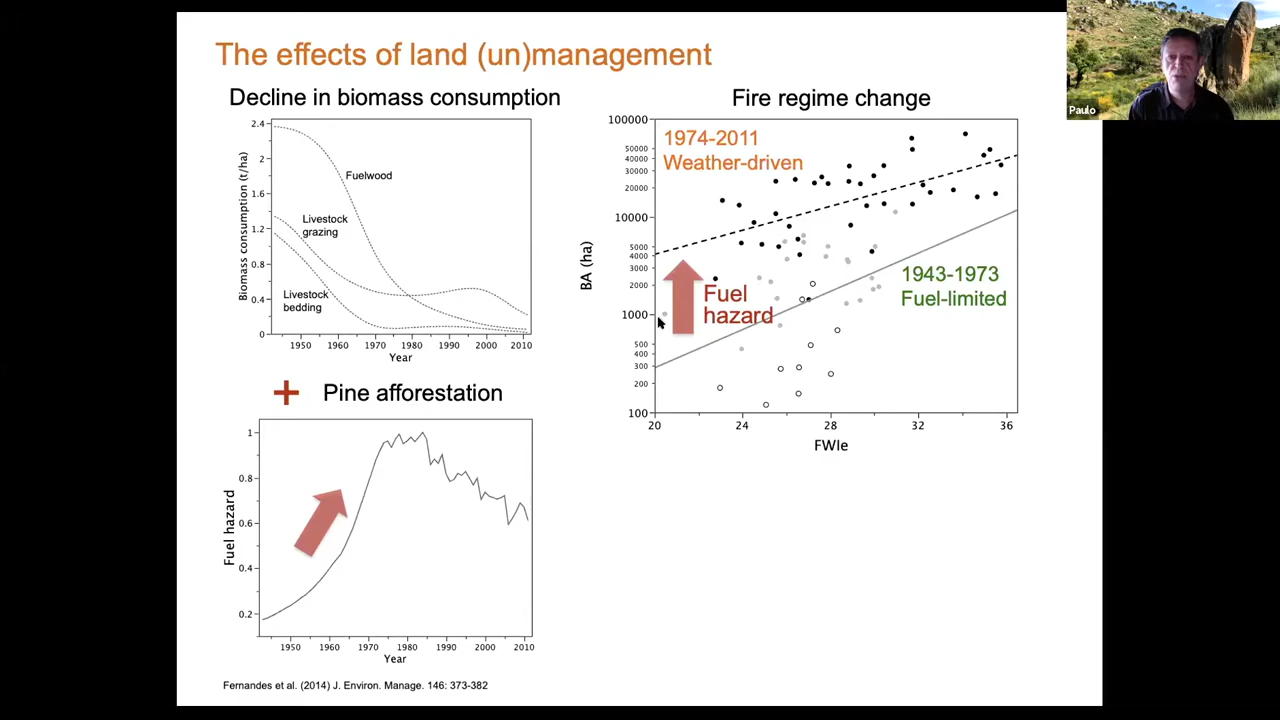 The effects of land (un)management
Decline in biomass consumption
2.4
2
1.6
1.2
0.8
0.4
0
Biomass consumption (t/ha)
Fuelwood
Livestock
grazing
Livestock
bedding
1950 1960 1970 1980 1990 2000 2010
Year
+ Pine afforestation
1
0.8
0.6
0.4
0.2
Fuel hazard
1950 1960 1970 1980 1990 2000 2010
Year
Fire regime change
100000
50000
40000
30000
20000
10000
5000
4000
3000
2000
1000
500
400
300
200
100
BA (ha)
1974-2011
Weather-driven
Fuel
hazard
1943-1973
Fuel-limited
20 24 28 32 36
FWIe
Fernandes et al. (2014) J. Environ. Manage. 146: 373-382
Paulo